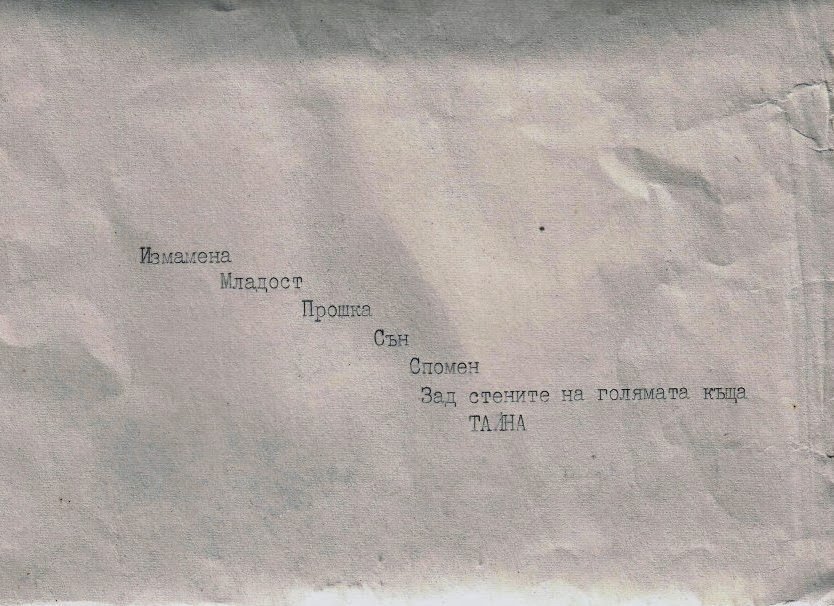 Измамена
Младост
Прошка
Сън
Спомен
Зад стените на голямата къща
ТАЙНА